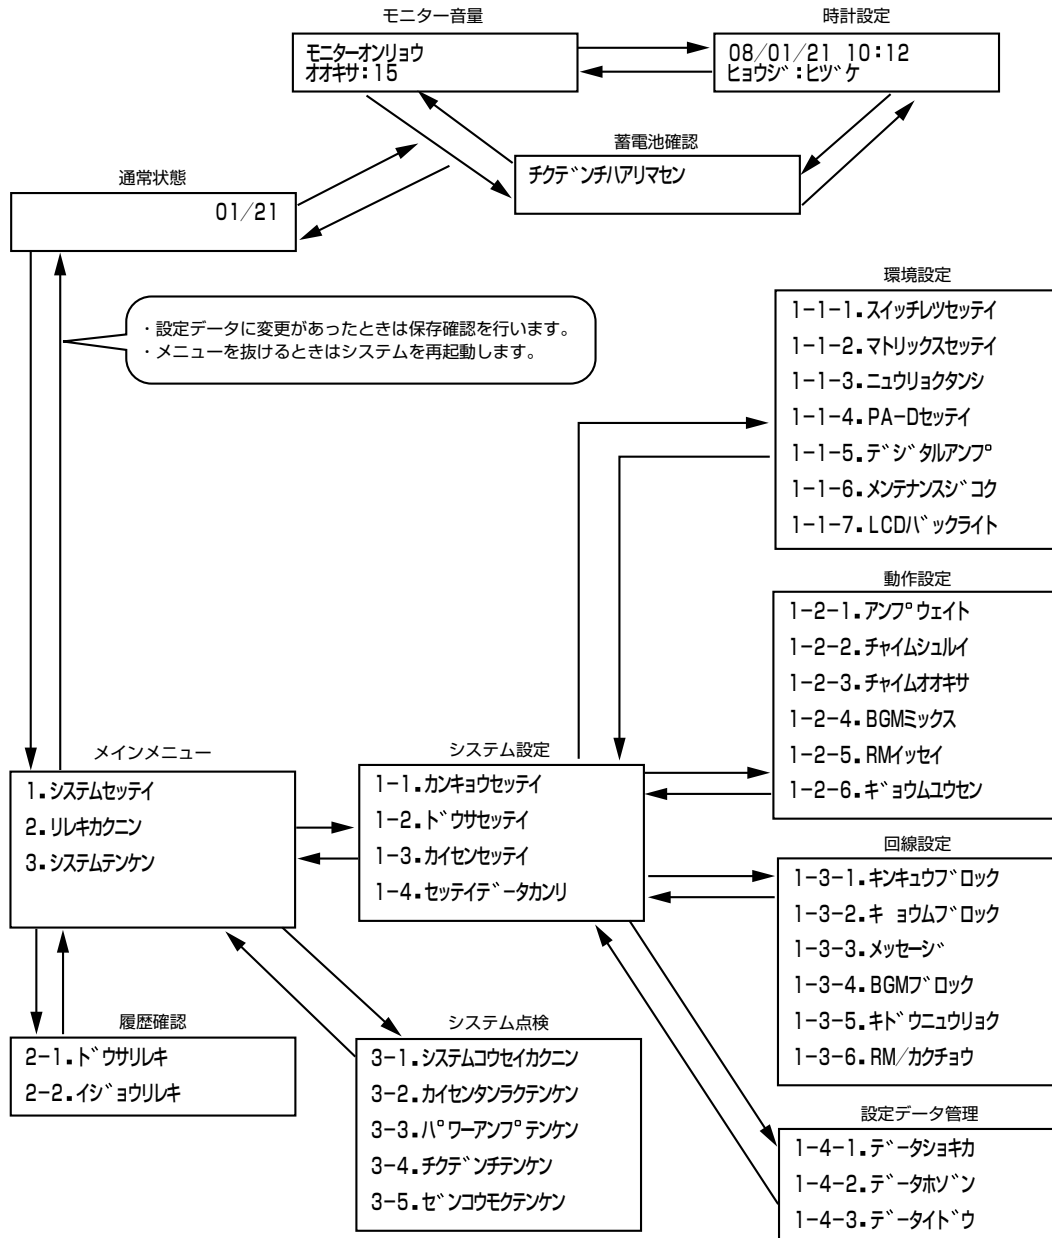 モニター音量
モニターオンリョウ
オオキサ:15
時計設定
08/01/21 10:12
ヒョウジ:ヒヅケ
蓄電池確認
チクデンチハアリマセン
通常状態
01/21
・設定データに変更があったときは保存確認を行います。
・メニューを抜けるときはシステムを再起動します。
環境設定
1-1-1.スイッチレツセッテイ
1-1-2.マトリックスセッテイ
1-1-3.ニュウリョクタンシ
1-1-4.PA-Dセッテイ
1-1-5.デジタルアンプ
1-1-6.メンテナンスジコク
1-1-7.LCDバックライト
動作設定
1-2-1.アンプウェイト
1-2-2.チャイムシュルイ
1-2-3.チャイムオオキサ
1-2-4.BGMミックス
1-2-5.RMイッセイ
1-2-6.ギョウムユウセン
メインメニュー
1.システムセッテイ
2.リレキカクニン
3.システムテンケン
システム設定
1-1.カンキョウセッテイ
1-2.ドウサセッテイ
1-3.カイセンセッテイ
1-4.セッテイデータカンリ
回線設定
1-3-1.キンキュウブロック
1-3-2.キ ョウムブロック
1-3-3.メッセージ
1-3-4.BGMブロック
1-3-5.キドウニュウリョク
1-3-6.RM/カクチョウ
履歴確認
2-1.ドウサリレキ
2-2.イジョウリレキ
システム点検
3-1.システムコウセイカクニン
3-2.カイセンタンラクテンケン
3-3.パワーアンプテンケン
3-4.チクデンチテンケン
3-5.ゼンコウモクテンケン
設定データ管理
1-4-1.データショキカ
1-4-2.データホゾン
1-4-3.データイドウ